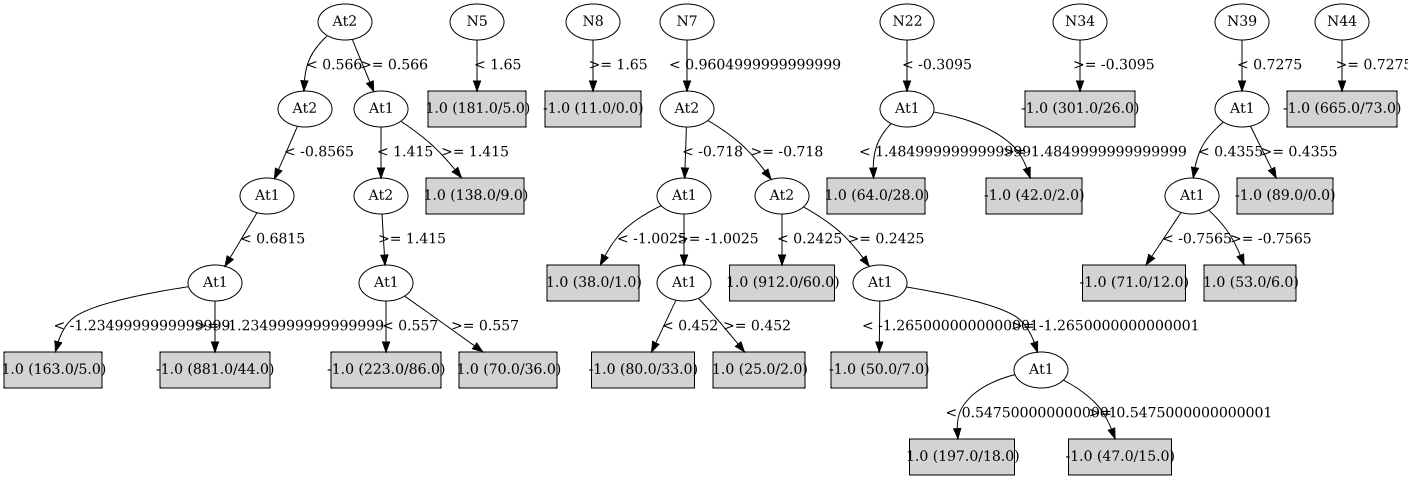 At2 N5 N8 N7 N22 N34 N39 N44
< 0.566 >= 0.566 < 1.65 >= 1.65 < 0.9604999999999999 < -0.3095 >= -0.3095 < 0.7275 >= 0.7275
At2 At1 1.0 (181.0/5.0) -1.0 (11.0/0.0) At2 At1 -1.0 (301.0/26.0) At1 -1.0 (665.0/73.0)
< -0.8565 < 1.415 >= 1.415 < -0.718 >= -0.718 < 1.4849999999999999 >= 1.4849999999999999 < 0.4355 >= 0.4355
At1 At2 1.0 (138.0/9.0) At1 At2 1.0 (64.0/28.0) -1.0 (42.0/2.0) At1 -1.0 (89.0/0.0)
< 0.6815 >= 1.415 < -1.0025 >= -1.0025 < 0.2425 >= 0.2425 < -0.7565 >= -0.7565
At1 At1 1.0 (38.0/1.0) At1 1.0 (912.0/60.0) At1 -1.0 (71.0/12.0) 1.0 (53.0/6.0)
< -1.2349999999999999 >= -1.2349999999999999 < 0.557 >= 0.557 < 0.452 >= 0.452 < -1.2650000000000001 >= -1.2650000000000001
1.0 (163.0/5.0) -1.0 (881.0/44.0) -1.0 (223.0/86.0) 1.0 (70.0/36.0) -1.0 (80.0/33.0) 1.0 (25.0/2.0) -1.0 (50.0/7.0) At1
< 0.5475000000000001 >= 0.5475000000000001
1.0 (197.0/18.0) -1.0 (47.0/15.0)